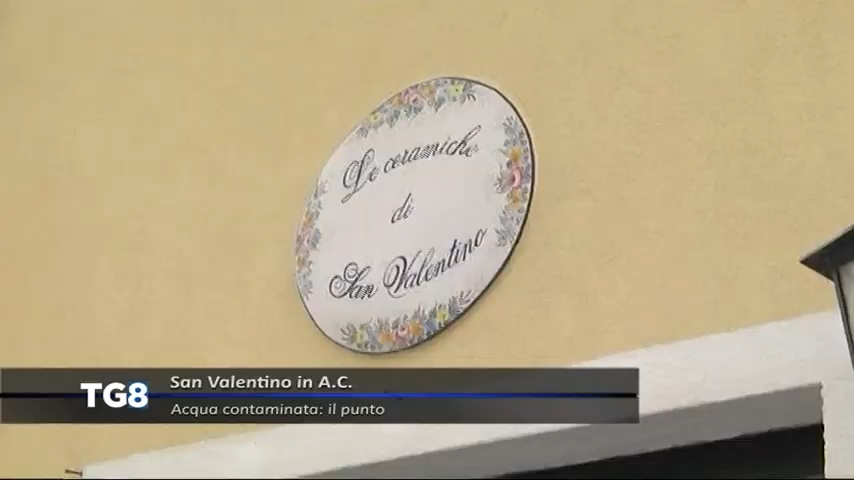 Le ceramiche
di
San Valentino
TG8
San Valentino in A.C.
Acqua contaminata: il punto